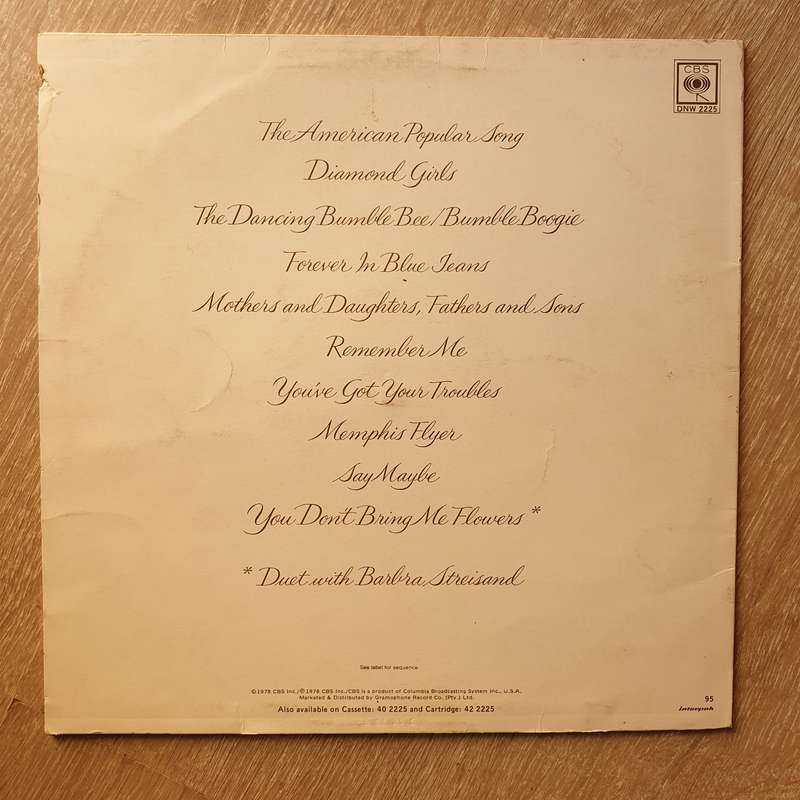 CBS
DNW 2225
The American Popular Song
Diamond Girls
The Dancing Bumble Bee/Bumble Boogie
Forever In Blue Jeans
Mothers and Daughters, Fathers and Sons
Remember Me
You've Got Your Troubles
Memphis Flyer
Say Maybe
You Don't Bring Me Flowers *
* Duet with Barbra Streisand
See label for sequence
© 1978 CBS Inc./℗ 1978 CBS Inc./CBS is a product of Columbia Broadcasting System Inc., U.S.A.
Marketed & Distributed by Gramophone Record Co. (Pty.) Ltd.
Also available on Cassette: 40 2225 and Cartridge: 42 2225
95
interpak